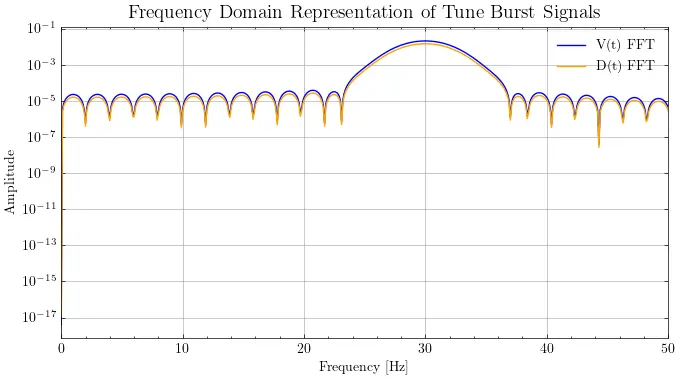 Frequency Domain Representation of Tune Burst Signals
10⁻¹
10⁻³
10⁻⁵
10⁻⁷
10⁻⁹
10⁻¹¹
10⁻¹³
10⁻¹⁵
10⁻¹⁷
Amplitude
V(t) FFT
D(t) FFT
0 10 20 30 40 50
Frequency [Hz]